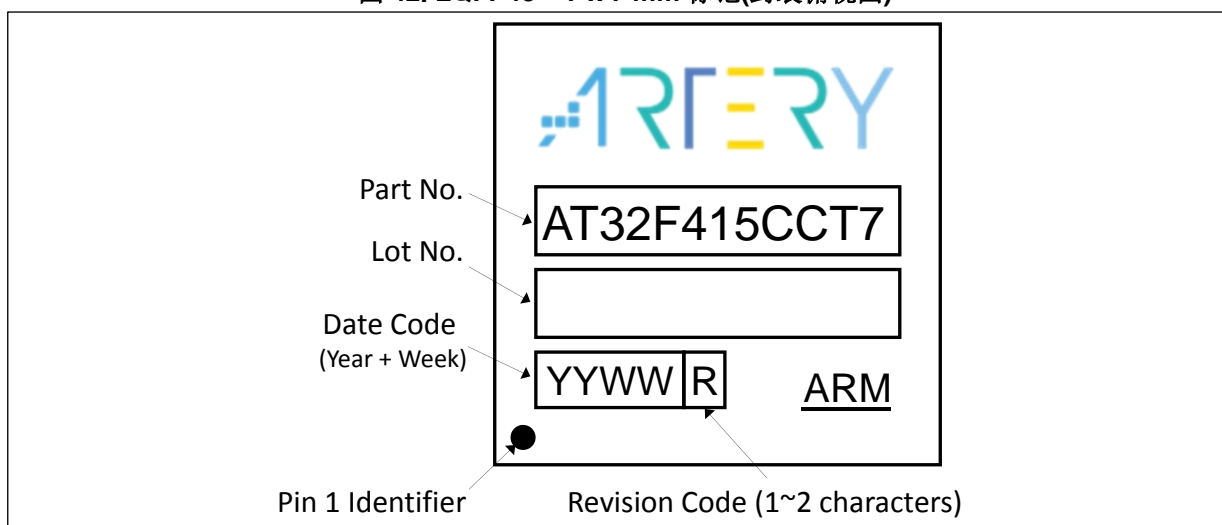 ARTERY
Part No.
AT32F415CCT7
Lot No.
Date Code
(Year + Week)
YYWW R
ARM
Pin 1 Identifier
Revision Code (1~2 characters)